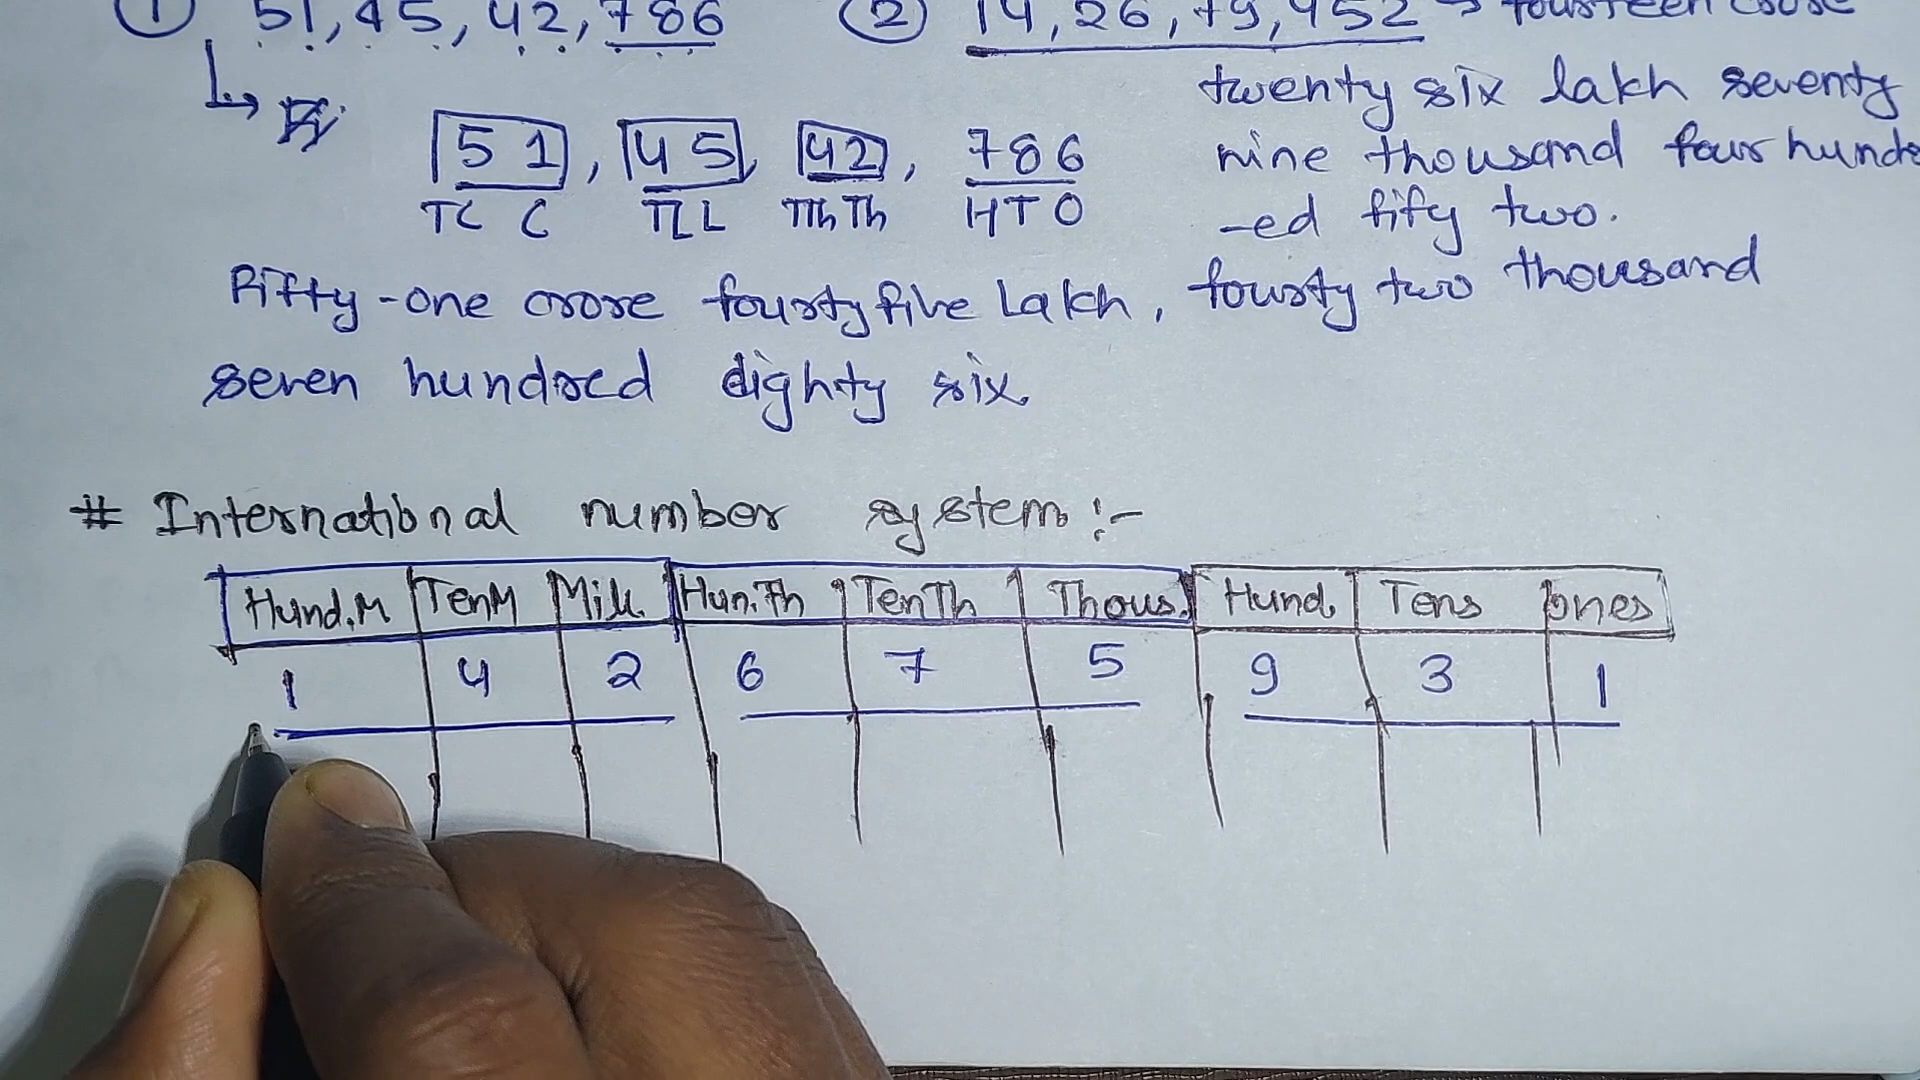 ① 51,45,42,786 ② 14,26,79,452 → fourteen crore
twenty six lakh seventy
nine thousand four hundr
-ed fify two.
51, 45, 42, 786
TC C TL L TTh Th H T O
Fifty-one crore fourty five Lakh, fourty two thousand
seven hundred eighty six.
# International number system :-
Hund.M TenM Mill. Hun.Th TenTh Thous. Hund. Tens ones
1 4 2 6 7 5 9 3 1